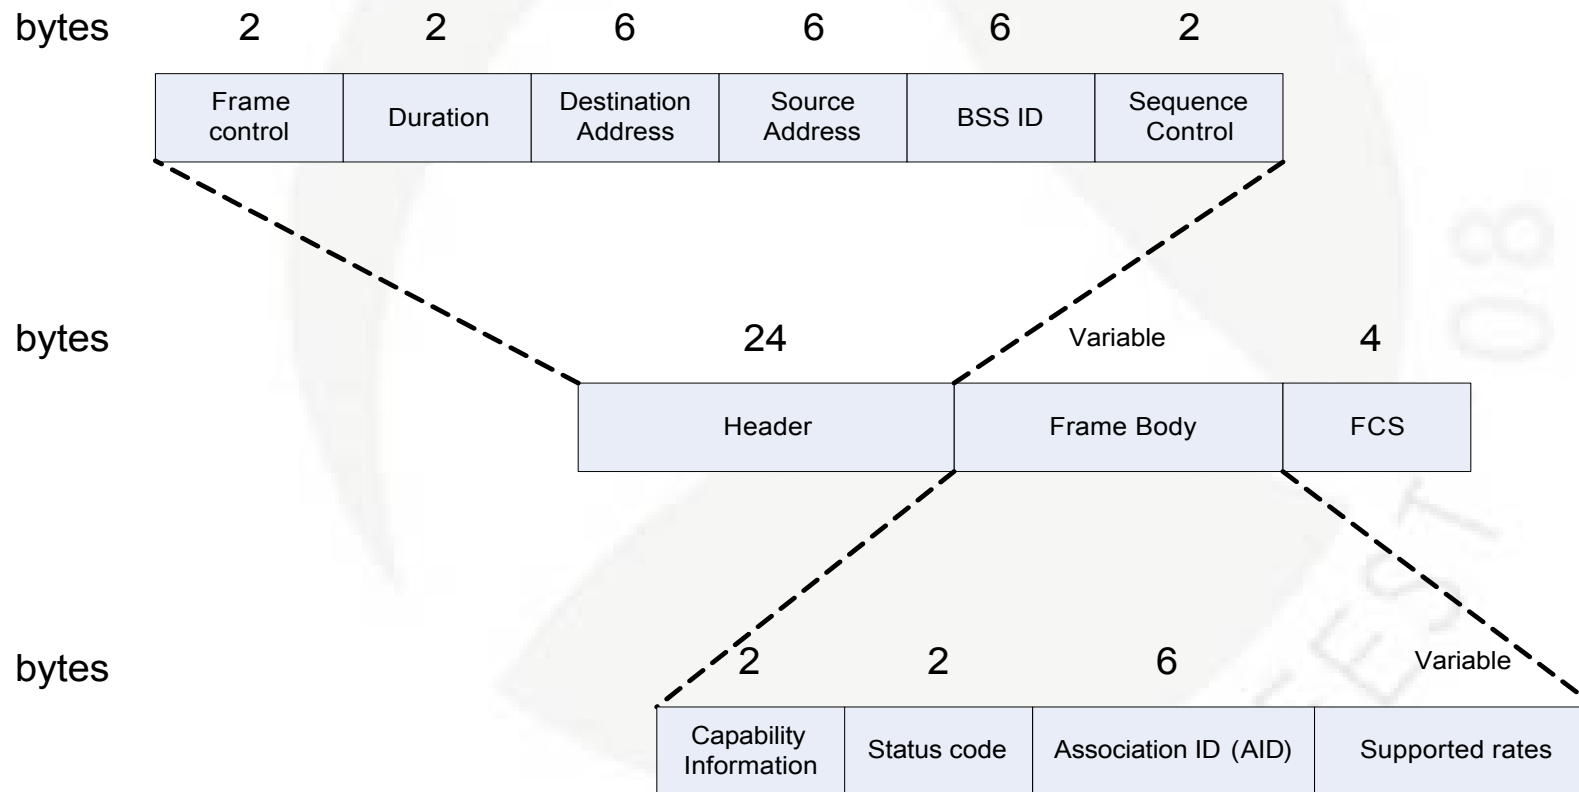 bytes 2 2 6 6 6 2
Frame control
Duration
Destination Address
Source Address
BSS ID
Sequence Control
bytes 24 Variable 4
Header
Frame Body
FCS
bytes 2 2 6 Variable
Capability Information
Status code
Association ID (AID)
Supported rates
08
EST